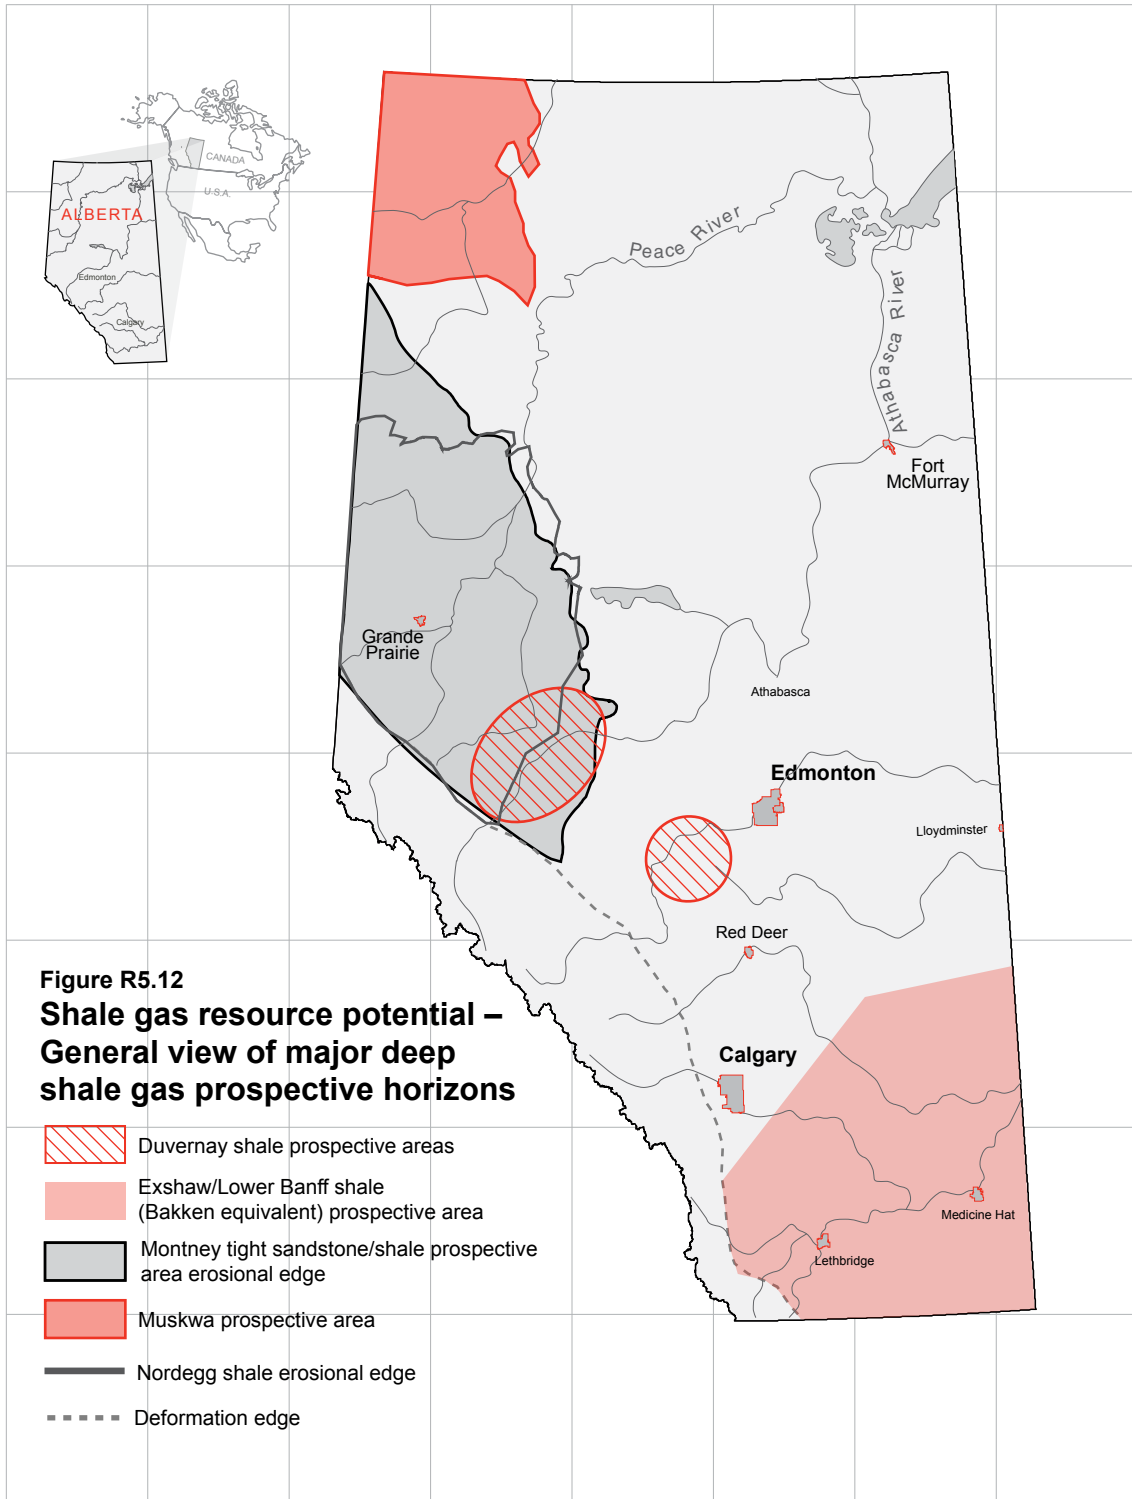 CANADA
U.S.A.
ALBERTA
Edmonton
Calgary
Peace River
Athabasca River
Fort
McMurray
Grande
Prairie
Athabasca
Edmonton
Lloydminster
Red Deer
Calgary
Medicine Hat
Lethbridge
Figure R5.12
Shale gas resource potential –
General view of major deep
shale gas prospective horizons
Duvernay shale prospective areas
Exshaw/Lower Banff shale
(Bakken equivalent) prospective area
Montney tight sandstone/shale prospective
area erosional edge
Muskwa prospective area
Nordegg shale erosional edge
Deformation edge